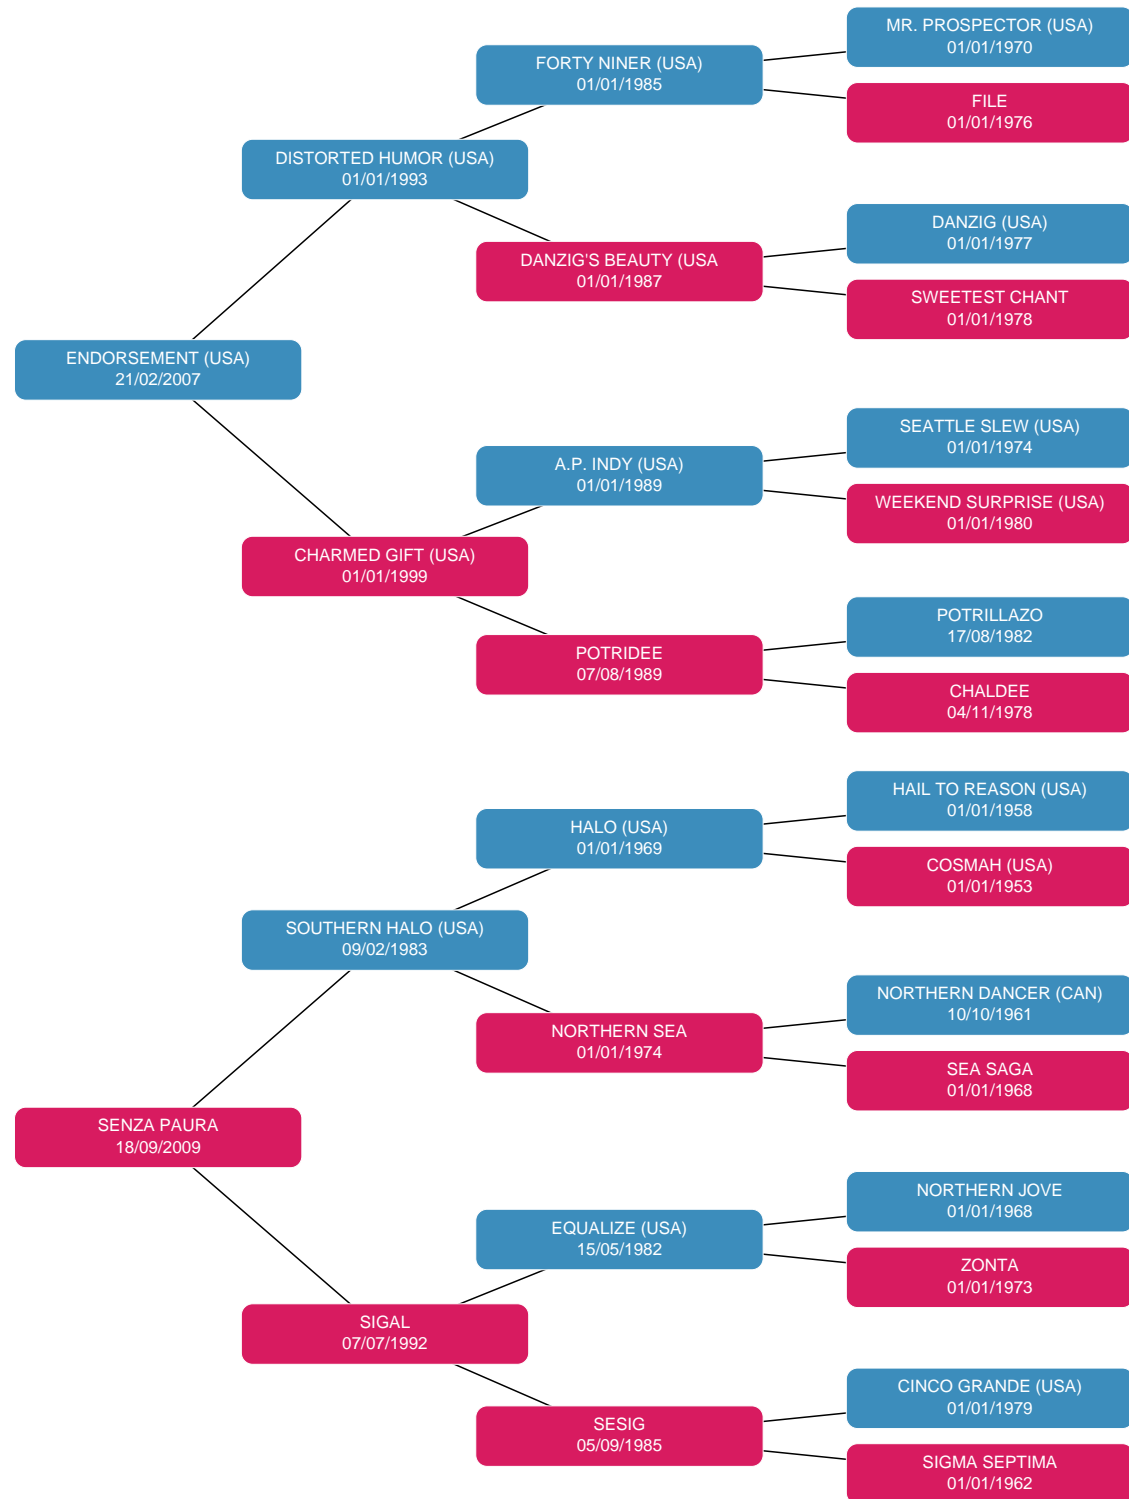 MR. PROSPECTOR (USA)
01/01/1970
FORTY NINER (USA)
01/01/1985
FILE
01/01/1976
DISTORTED HUMOR (USA)
01/01/1993
DANZIG (USA)
01/01/1977
DANZIG'S BEAUTY (USA
01/01/1987
SWEETEST CHANT
01/01/1978
ENDORSEMENT (USA)
21/02/2007
SEATTLE SLEW (USA)
01/01/1974
A.P. INDY (USA)
01/01/1989
WEEKEND SURPRISE (USA)
01/01/1980
CHARMED GIFT (USA)
01/01/1999
POTRILLAZO
17/08/1982
POTRIDEE
07/08/1989
CHALDEE
04/11/1978
HAIL TO REASON (USA)
01/01/1958
HALO (USA)
01/01/1969
COSMAH (USA)
01/01/1953
SOUTHERN HALO (USA)
09/02/1983
NORTHERN DANCER (CAN)
10/10/1961
NORTHERN SEA
01/01/1974
SEA SAGA
01/01/1968
SENZA PAURA
18/09/2009
NORTHERN JOVE
01/01/1968
EQUALIZE (USA)
15/05/1982
ZONTA
01/01/1973
SIGAL
07/07/1992
CINCO GRANDE (USA)
01/01/1979
SESIG
05/09/1985
SIGMA SEPTIMA
01/01/1962